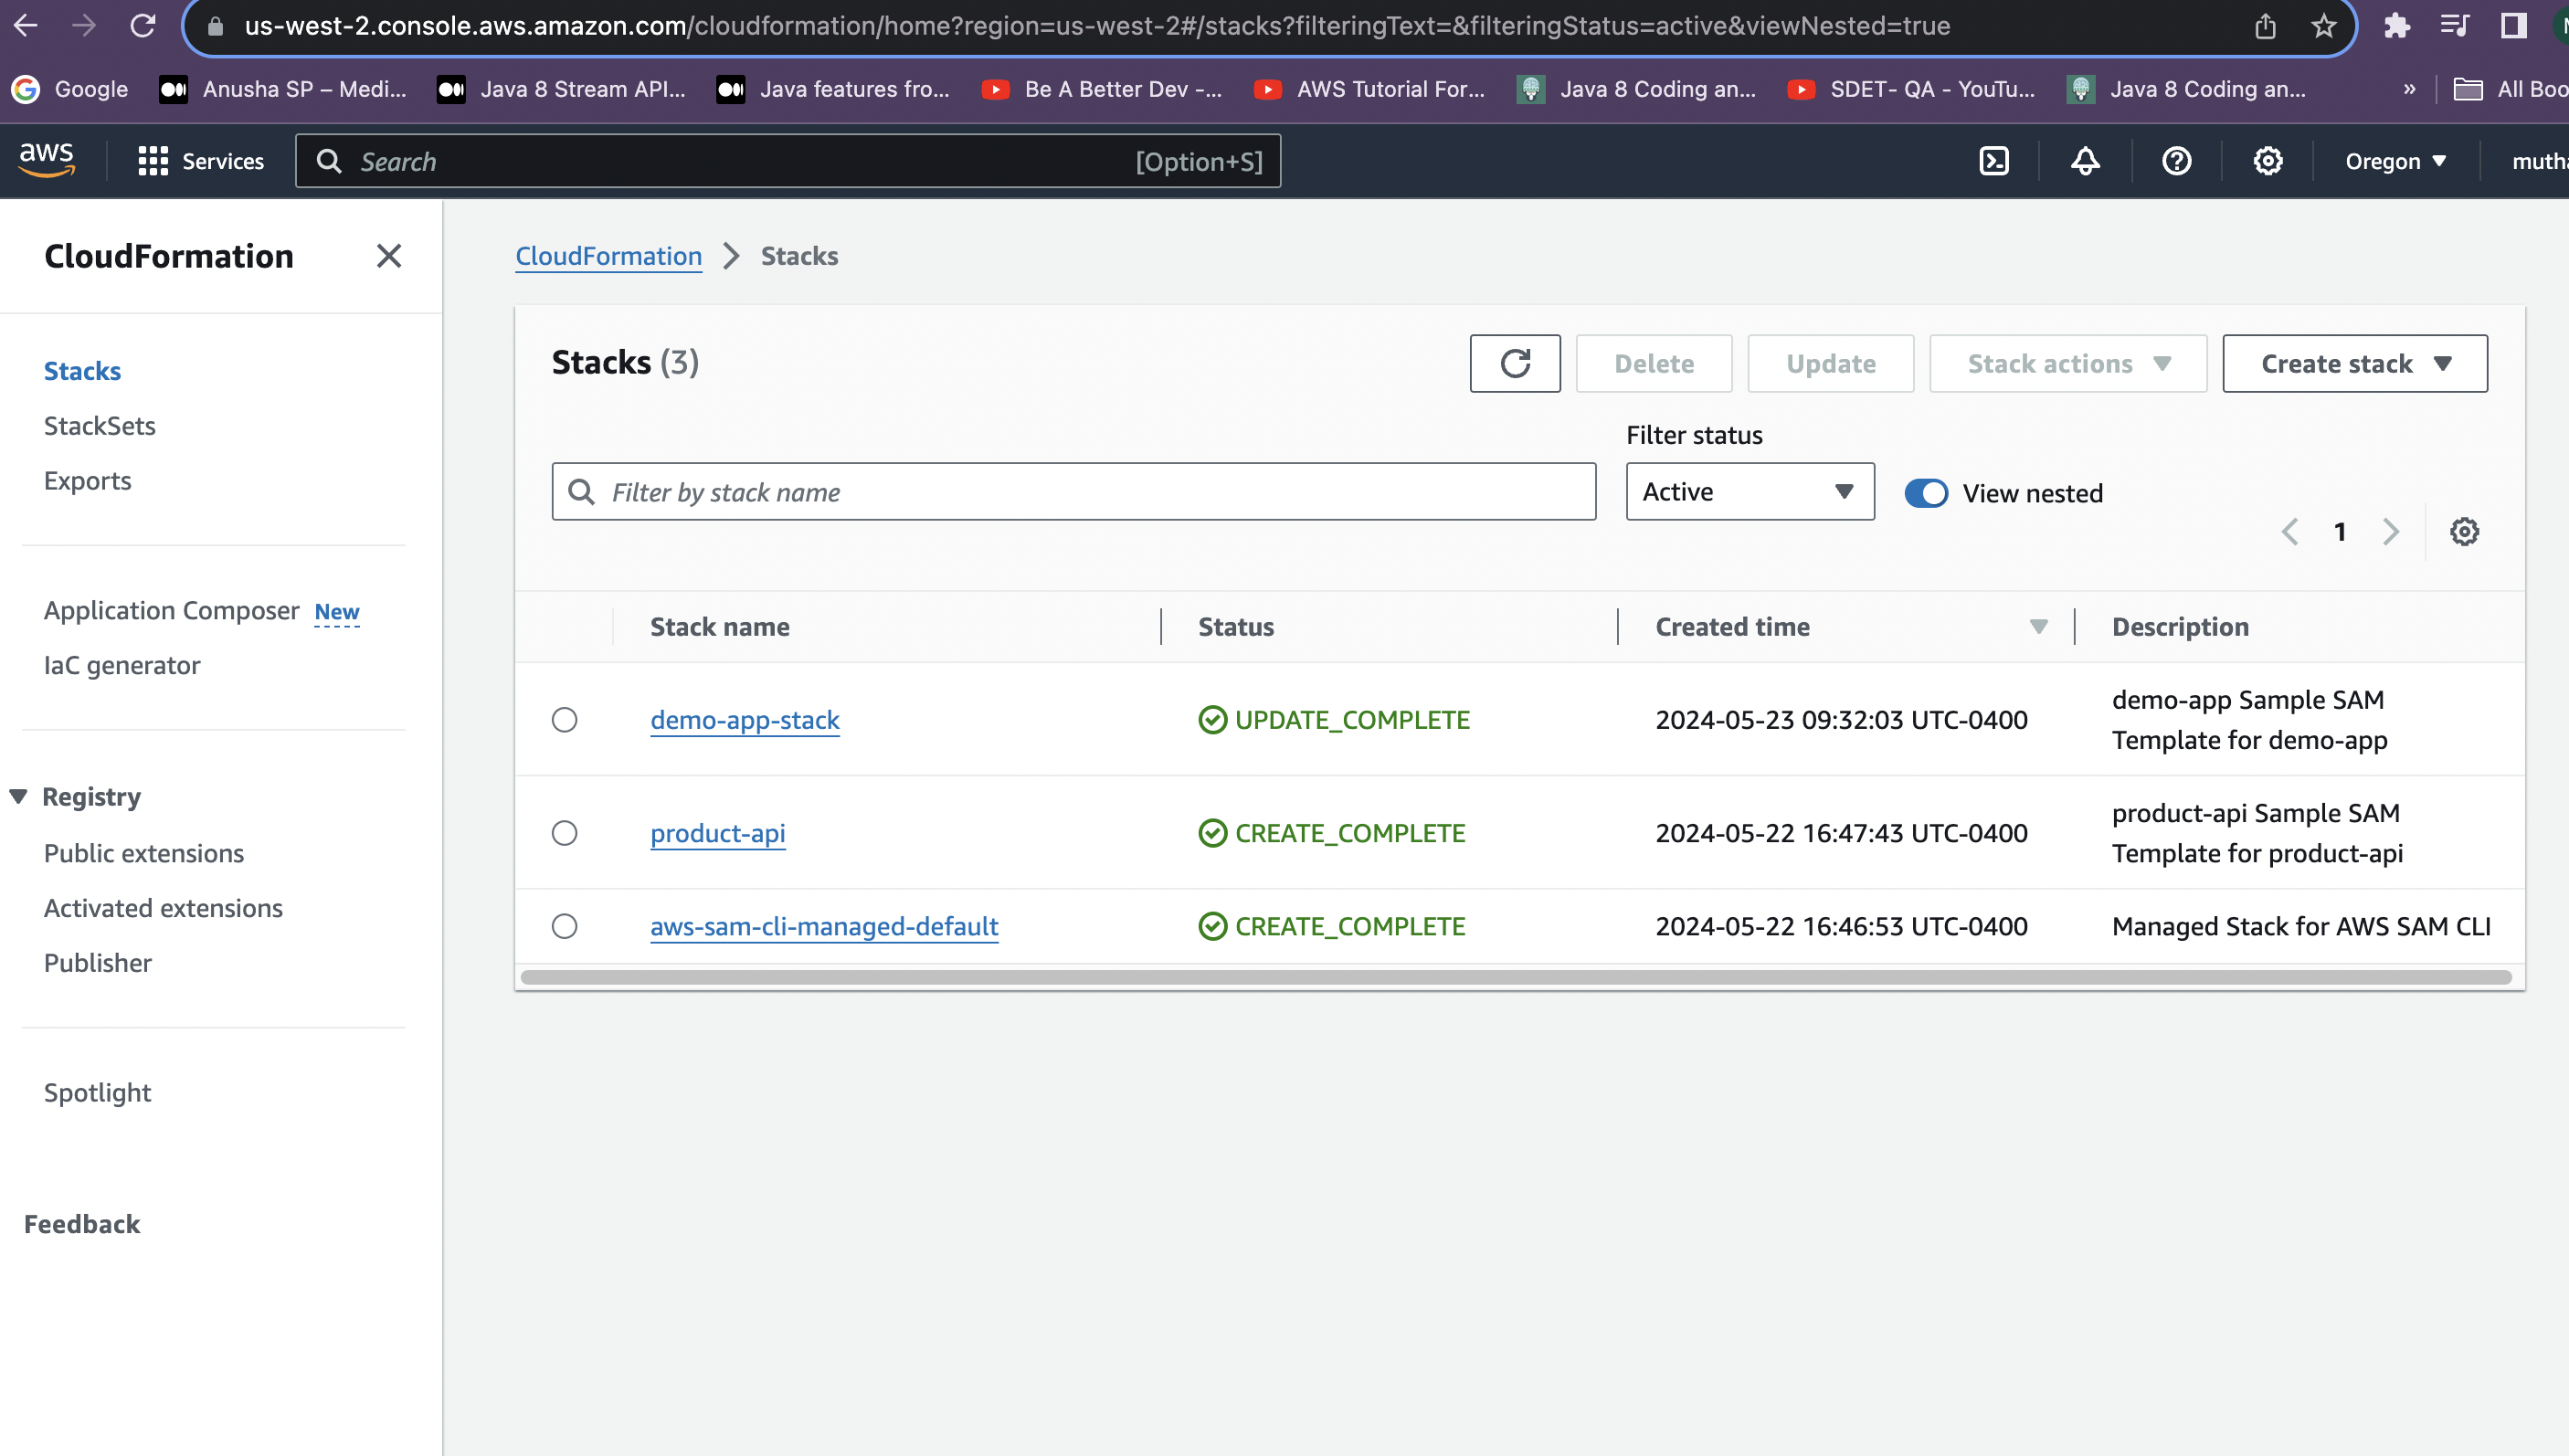 us-west-2.console.aws.amazon.com/cloudformation/home?region=us-west-2#/stacks?filteringText=&filteringStatus=active&viewNested=true
Google Anusha SP – Medi... Java 8 Stream API... Java features fro... Be A Better Dev -... AWS Tutorial For... Java 8 Coding an... SDET- QA - YouTu... Java 8 Coding an... » All Boo
aws Services Search [Option+S] Oregon mutha
CloudFormation
Stacks
StackSets
Exports
Application Composer New
IaC generator
Registry
Public extensions
Activated extensions
Publisher
Spotlight
Feedback
CloudFormation > Stacks
Stacks (3) Delete Update Stack actions Create stack
Filter status
Filter by stack name Active View nested
1
Stack name Status Created time Description
demo-app-stack UPDATE_COMPLETE 2024-05-23 09:32:03 UTC-0400 demo-app Sample SAM
Template for demo-app
product-api CREATE_COMPLETE 2024-05-22 16:47:43 UTC-0400 product-api Sample SAM
Template for product-api
aws-sam-cli-managed-default CREATE_COMPLETE 2024-05-22 16:46:53 UTC-0400 Managed Stack for AWS SAM CLI